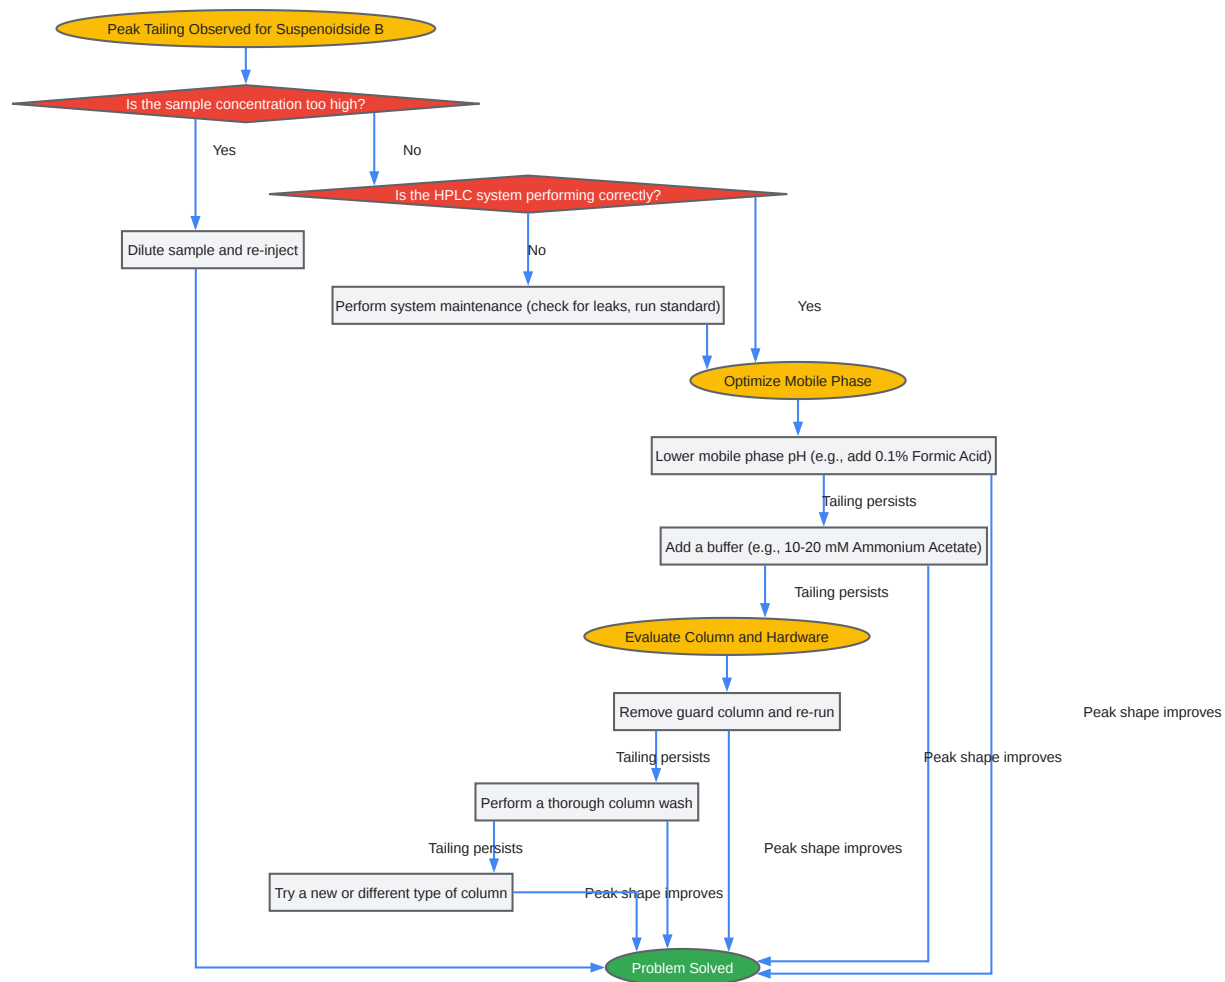 Peak Tailing Observed for Suspenoidside B
Is the sample concentration too high?
Yes
No
Is the HPLC system performing correctly?
Dilute sample and re-inject
No
Perform system maintenance (check for leaks, run standard)
Yes
Optimize Mobile Phase
Lower mobile phase pH (e.g., add 0.1% Formic Acid)
Tailing persists
Add a buffer (e.g., 10-20 mM Ammonium Acetate)
Tailing persists
Evaluate Column and Hardware
Remove guard column and re-run
Peak shape improves
Tailing persists
Peak shape improves
Perform a thorough column wash
Tailing persists
Peak shape improves
Try a new or different type of column
Peak shape improves
Problem Solved